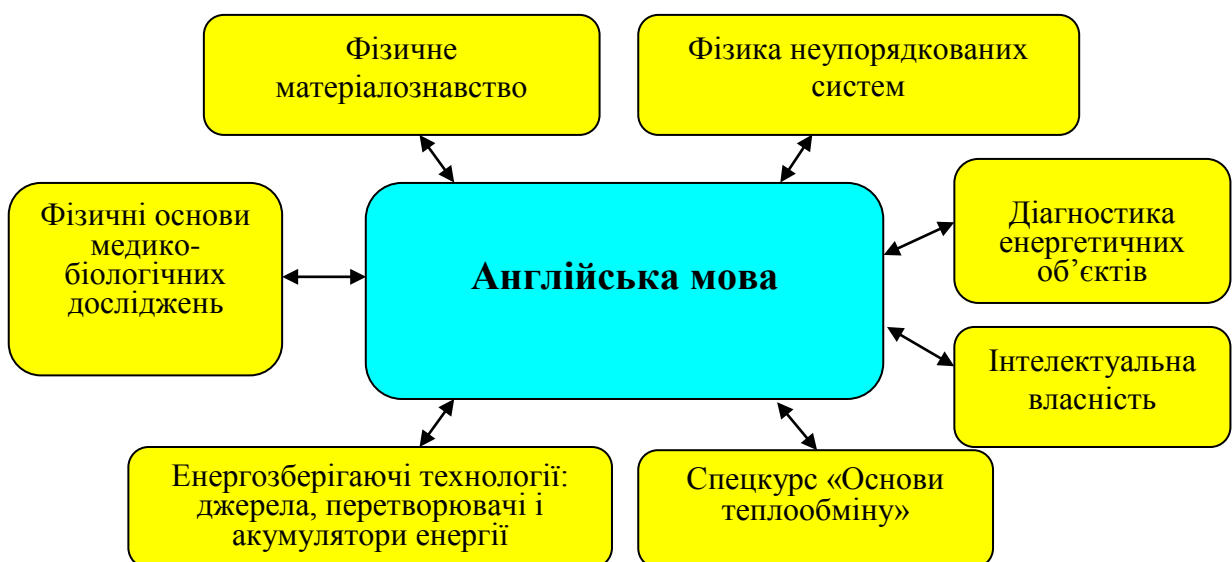 Фізичне
матеріалознавство
Фізика неупорядкованих
систем
Фізичні основи
медико-
біологічних
досліджень
Англійська мова
Діагностика
енергетичних
об’єктів
Інтелектуальна
власність
Енергозберігаючі технології:
джерела, перетворювачі і
акумулятори енергії
Спецкурс «Основи
теплообміну»